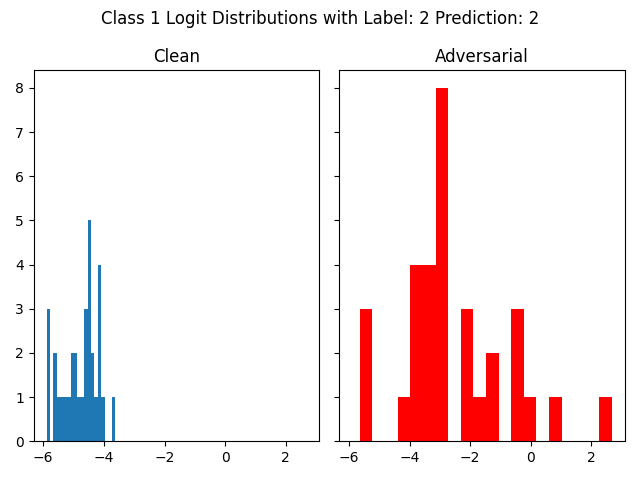 Class 1 Logit Distributions with Label: 2 Prediction: 2
Clean
Adversarial
8
7
6
5
4
3
2
1
0
−6 −4 −2 0 2
−6 −4 −2 0 2